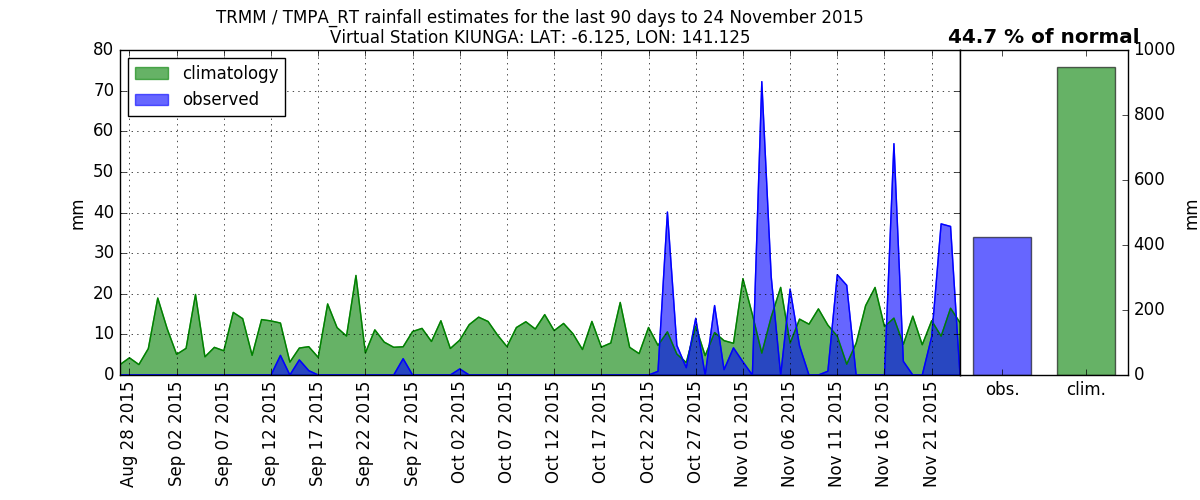 TRMM / TMPA_RT rainfall estimates for the last 90 days to 24 November 2015
Virtual Station KIUNGA: LAT: -6.125, LON: 141.125
44.7 % of normal
climatology
observed
mm
80
70
60
50
40
30
20
10
0
1000
800
600
400
200
0
mm
obs.
clim.
Aug 28 2015
Sep 02 2015
Sep 07 2015
Sep 12 2015
Sep 17 2015
Sep 22 2015
Sep 27 2015
Oct 02 2015
Oct 07 2015
Oct 12 2015
Oct 17 2015
Oct 22 2015
Oct 27 2015
Nov 01 2015
Nov 06 2015
Nov 11 2015
Nov 16 2015
Nov 21 2015